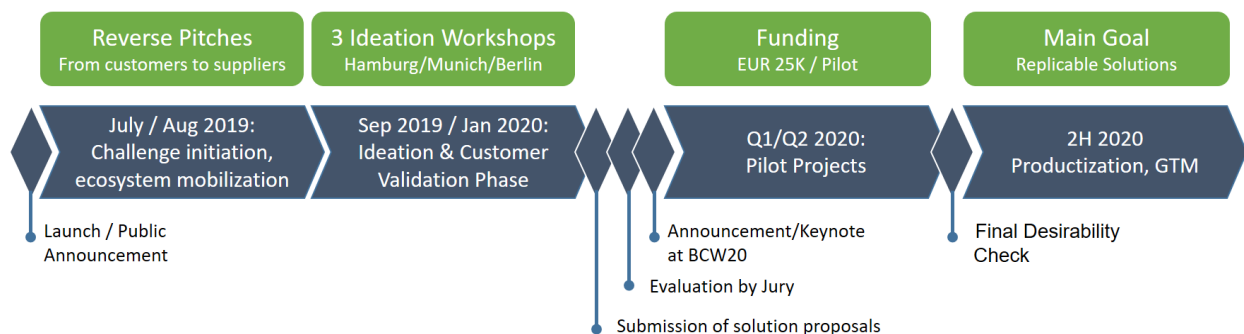 Reverse Pitches
From customers to suppliers
3 Ideation Workshops
Hamburg/Munich/Berlin
Funding
EUR 25K / Pilot
Main Goal
Replicable Solutions
July / Aug 2019:
Challenge initiation,
ecosystem mobilization
Sep 2019 / Jan 2020:
Ideation & Customer
Validation Phase
Q1/Q2 2020:
Pilot Projects
2H 2020
Productization, GTM
Launch / Public
Announcement
Announcement/Keynote
at BCW20
Final Desirability
Check
Evaluation by Jury
Submission of solution proposals